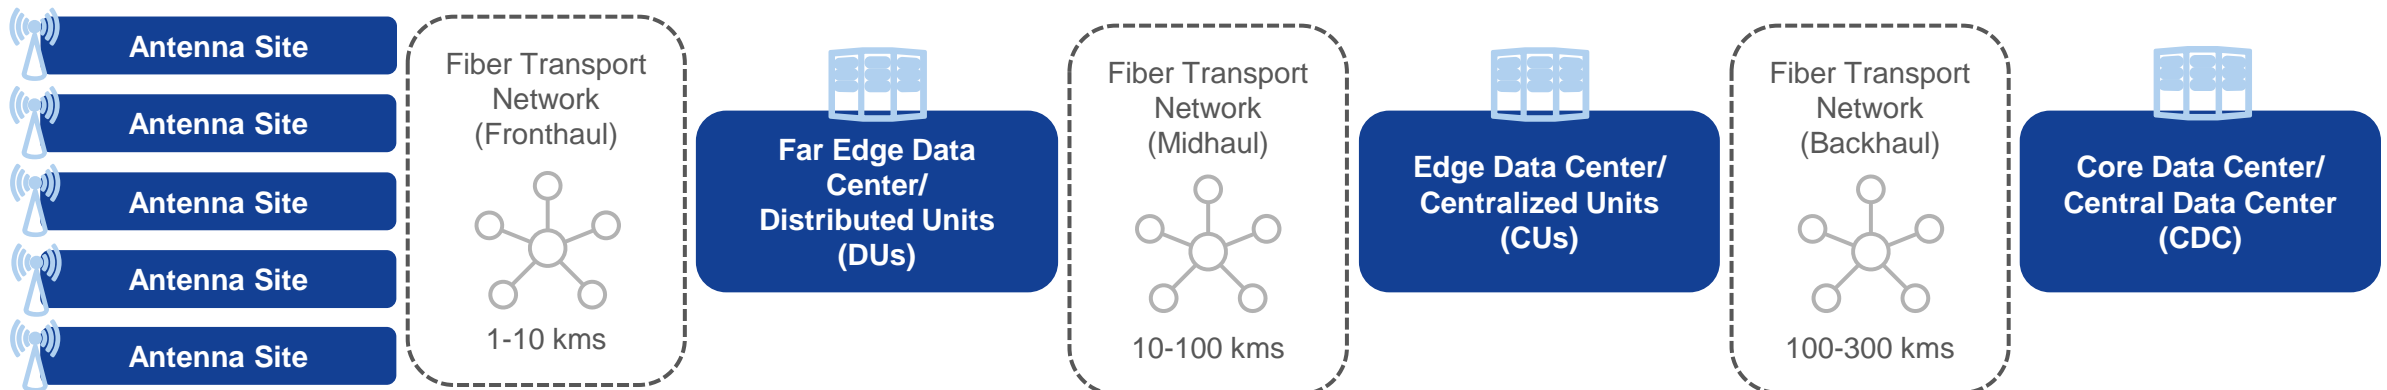 Antenna Site
Antenna Site
Antenna Site
Antenna Site
Antenna Site
Fiber Transport
Network
(Fronthaul)
1-10 kms
Far Edge Data
Center/
Distributed Units
(DUs)
Fiber Transport
Network
(Midhaul)
10-100 kms
Edge Data Center/
Centralized Units
(CUs)
Fiber Transport
Network
(Backhaul)
100-300 kms
Core Data Center/
Central Data Center
(CDC)